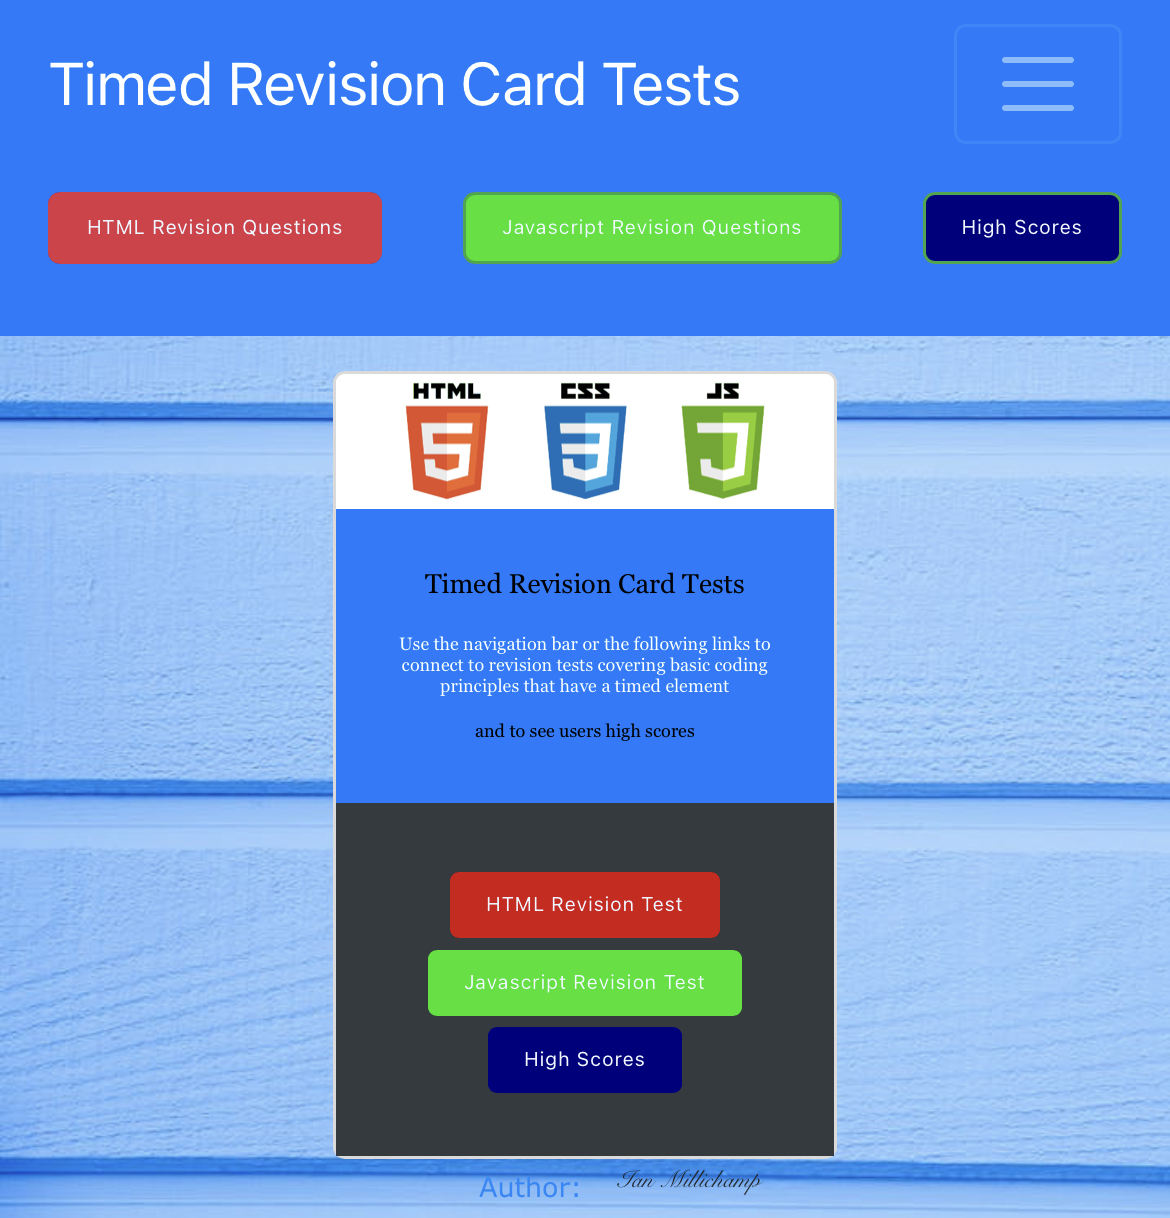 Timed Revision Card Tests
HTML Revision Questions
Javascript Revision Questions
High Scores
HTML CSS JS
5 3 J
Timed Revision Card Tests
Use the navigation bar or the following links to
connect to revision tests covering basic coding
principles that have a timed element
and to see users high scores
HTML Revision Test
Javascript Revision Test
High Scores
Author: Ian Millichamp